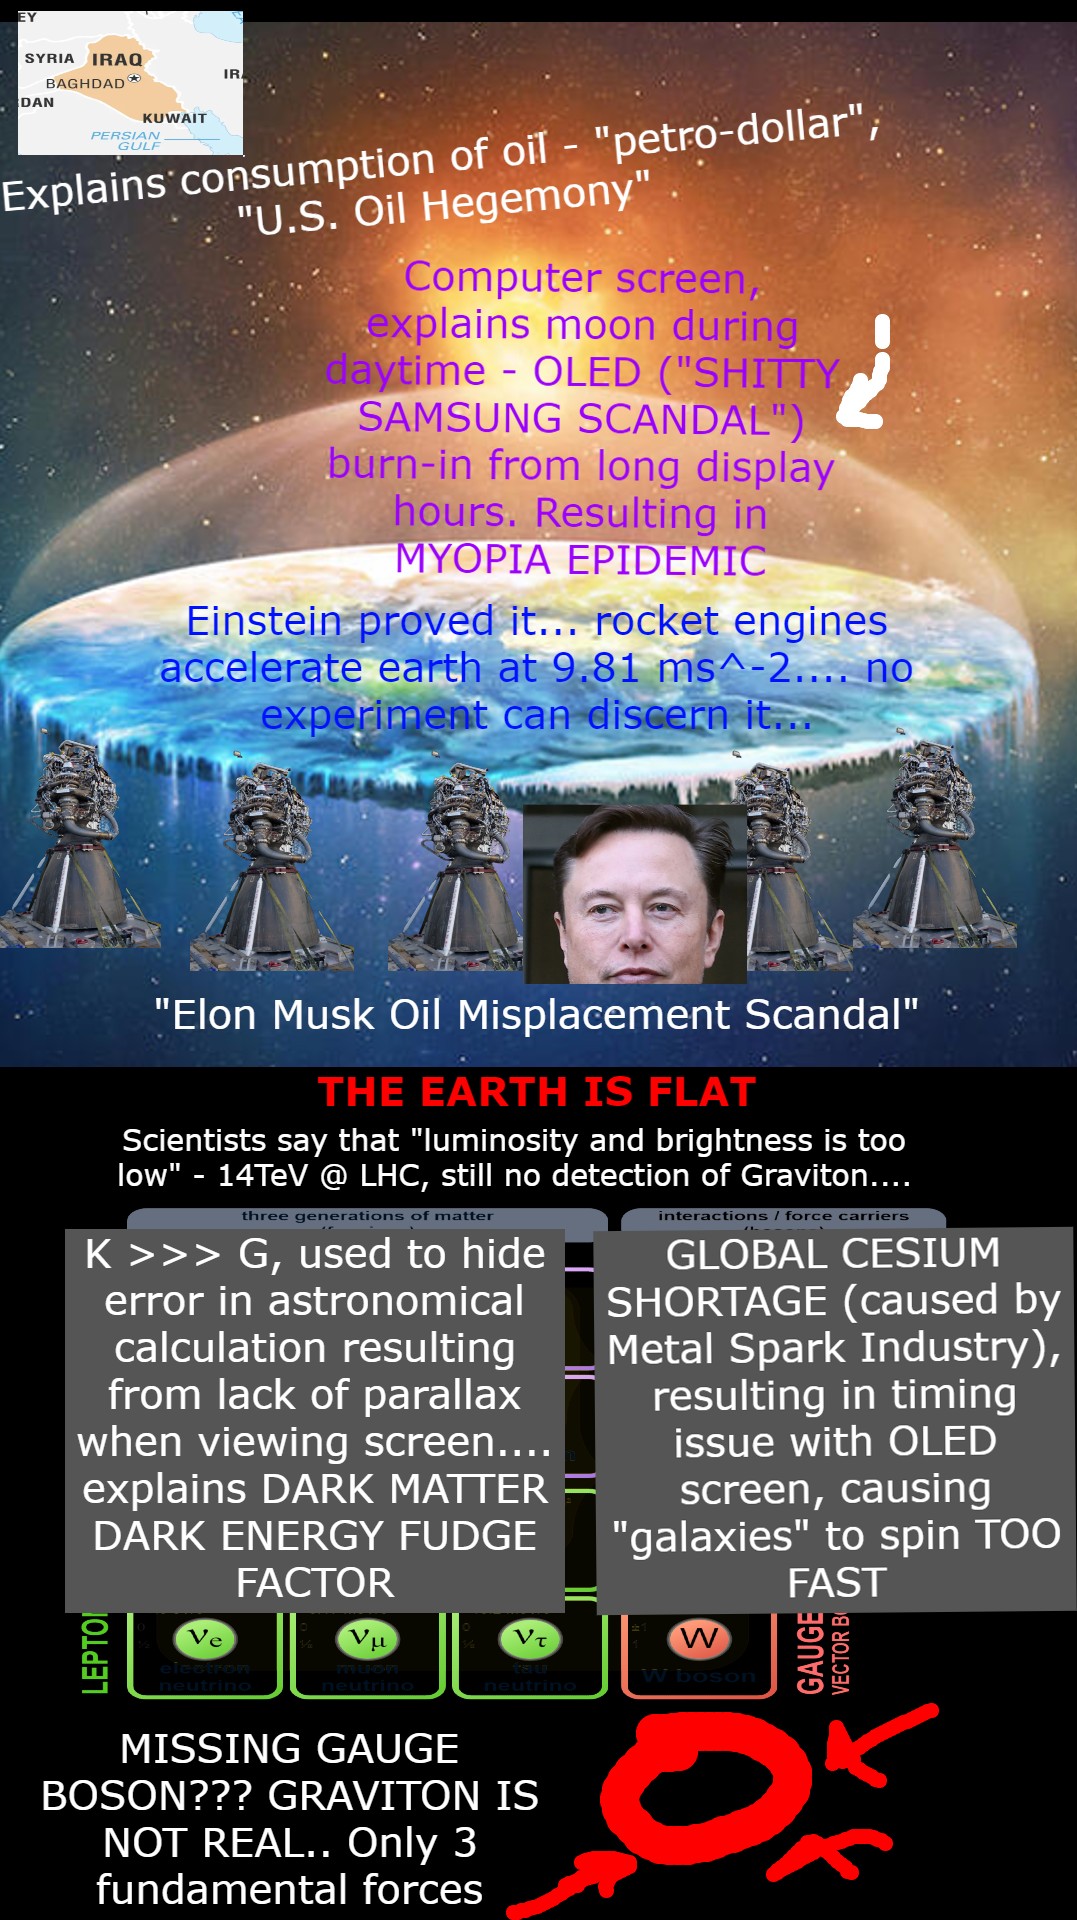 EY
SYRIA IRAQ
BAGHDAD
IRA
DAN
KUWAIT
PERSIAN
GULF
Explains consumption of oil - "petro-dollar",
"U.S. Oil Hegemony"
Computer screen,
explains moon during
daytime - OLED ("SHITTY
SAMSUNG SCANDAL")
burn-in from long display
hours. Resulting in
MYOPIA EPIDEMIC
Einstein proved it... rocket engines
accelerate earth at 9.81 ms^-2.... no
experiment can discern it...
"Elon Musk Oil Misplacement Scandal"
THE EARTH IS FLAT
Scientists say that "luminosity and brightness is too
low" - 14TeV @ LHC, still no detection of Graviton....
three generations of matter
interactions / force carriers
K >>> G, used to hide
error in astronomical
calculation resulting
from lack of parallax
when viewing screen....
explains DARK MATTER
DARK ENERGY FUDGE
FACTOR
GLOBAL CESIUM
SHORTAGE (caused by
Metal Spark Industry),
resulting in timing
issue with OLED
screen, causing
"galaxies" to spin TOO
FAST
LEPTO
νe
νμ
ντ
W
electron
neutrino
muon
neutrino
tau
neutrino
W boson
GAUGE
VECTOR BO
MISSING GAUGE
BOSON??? GRAVITON IS
NOT REAL.. Only 3
fundamental forces